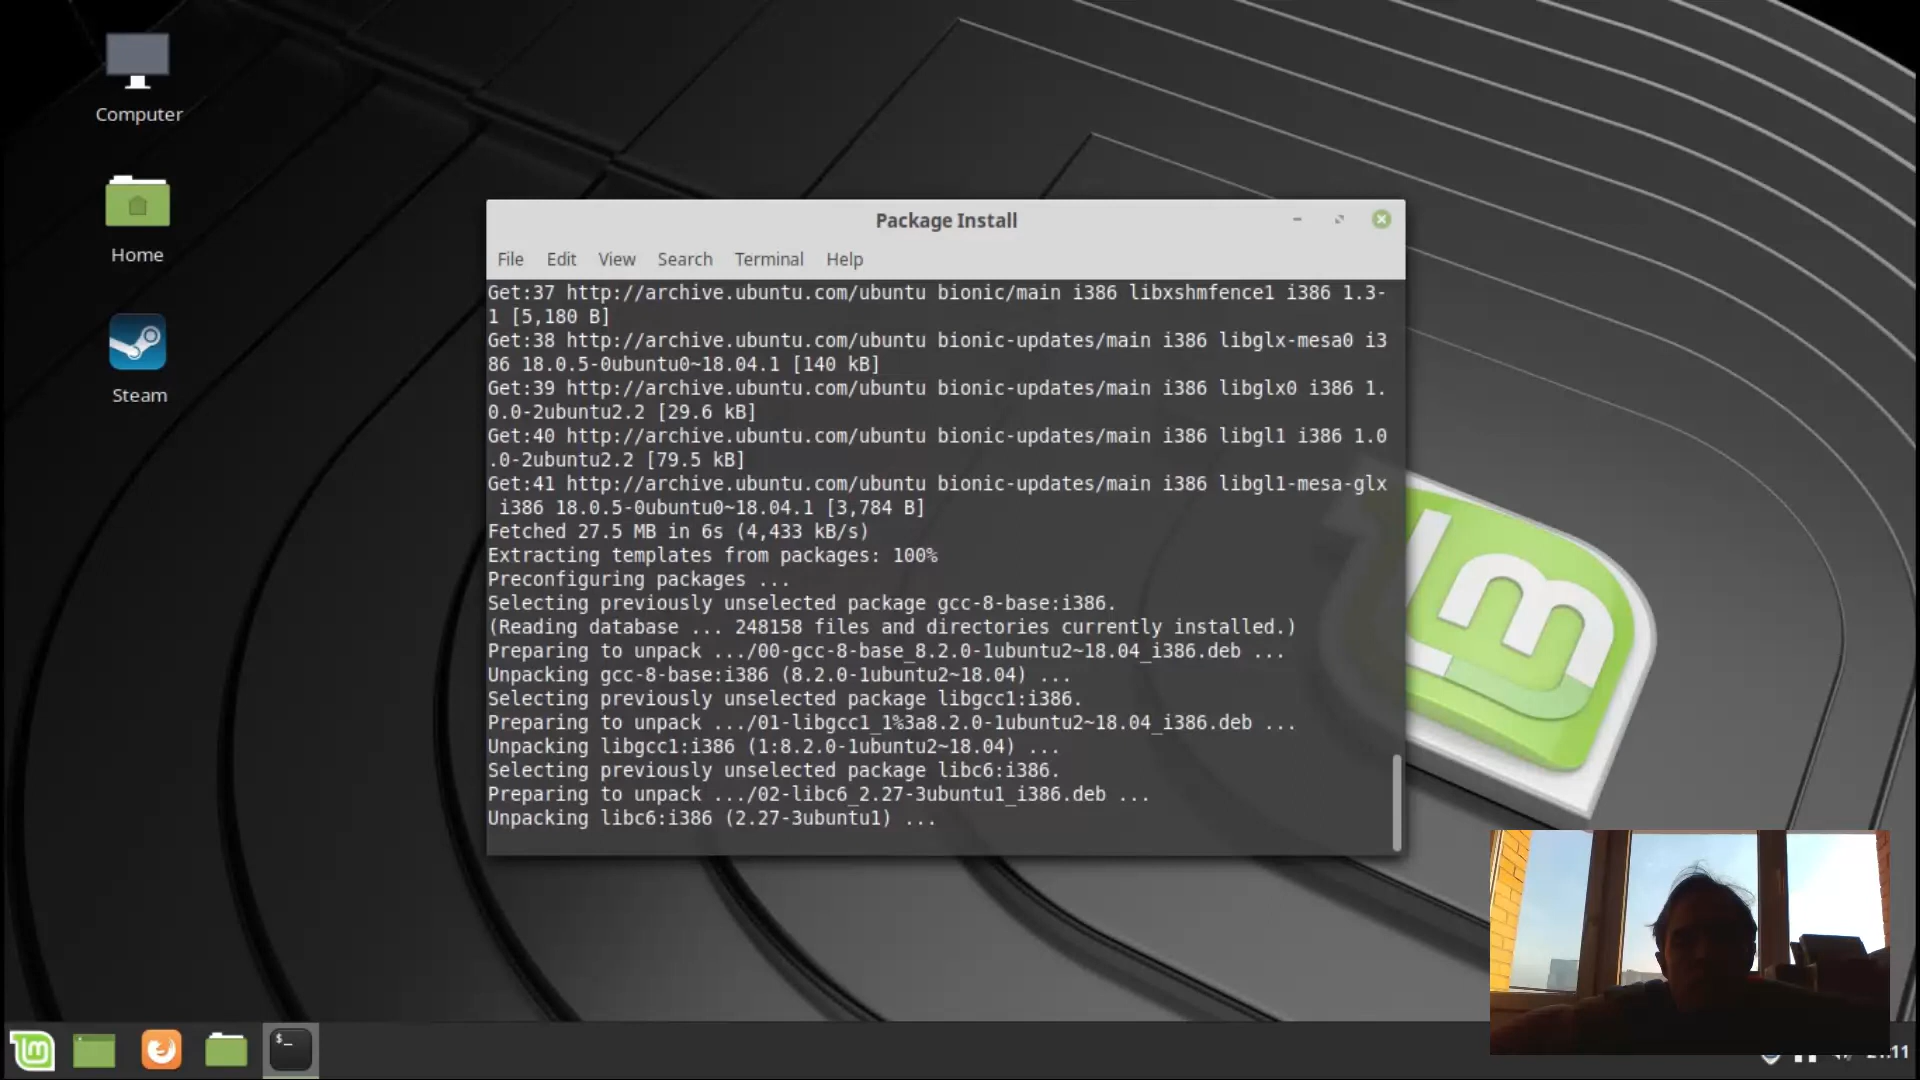 Computer
Home
Steam
Package Install
File Edit View Search Terminal Help
Get:37 http://archive.ubuntu.com/ubuntu bionic/main i386 libxshmfence1 i386 1.3-
1 [5,180 B]
Get:38 http://archive.ubuntu.com/ubuntu bionic-updates/main i386 libglx-mesa0 i3
86 18.0.5-0ubuntu0~18.04.1 [140 kB]
Get:39 http://archive.ubuntu.com/ubuntu bionic-updates/main i386 libglx0 i386 1.
0.0-2ubuntu2.2 [29.6 kB]
Get:40 http://archive.ubuntu.com/ubuntu bionic-updates/main i386 libgl1 i386 1.0
.0-2ubuntu2.2 [79.5 kB]
Get:41 http://archive.ubuntu.com/ubuntu bionic-updates/main i386 libgl1-mesa-glx
 i386 18.0.5-0ubuntu0~18.04.1 [3,784 B]
Fetched 27.5 MB in 6s (4,433 kB/s)
Extracting templates from packages: 100%
Preconfiguring packages ...
Selecting previously unselected package gcc-8-base:i386.
(Reading database ... 248158 files and directories currently installed.)
Preparing to unpack .../00-gcc-8-base_8.2.0-1ubuntu2~18.04_i386.deb ...
Unpacking gcc-8-base:i386 (8.2.0-1ubuntu2~18.04) ...
Selecting previously unselected package libgcc1:i386.
Preparing to unpack .../01-libgcc1_1%3a8.2.0-1ubuntu2~18.04_i386.deb ...
Unpacking libgcc1:i386 (1:8.2.0-1ubuntu2~18.04) ...
Selecting previously unselected package libc6:i386.
Preparing to unpack .../02-libc6_2.27-3ubuntu1_i386.deb ...
Unpacking libc6:i386 (2.27-3ubuntu1) ...
lm
lm
$_